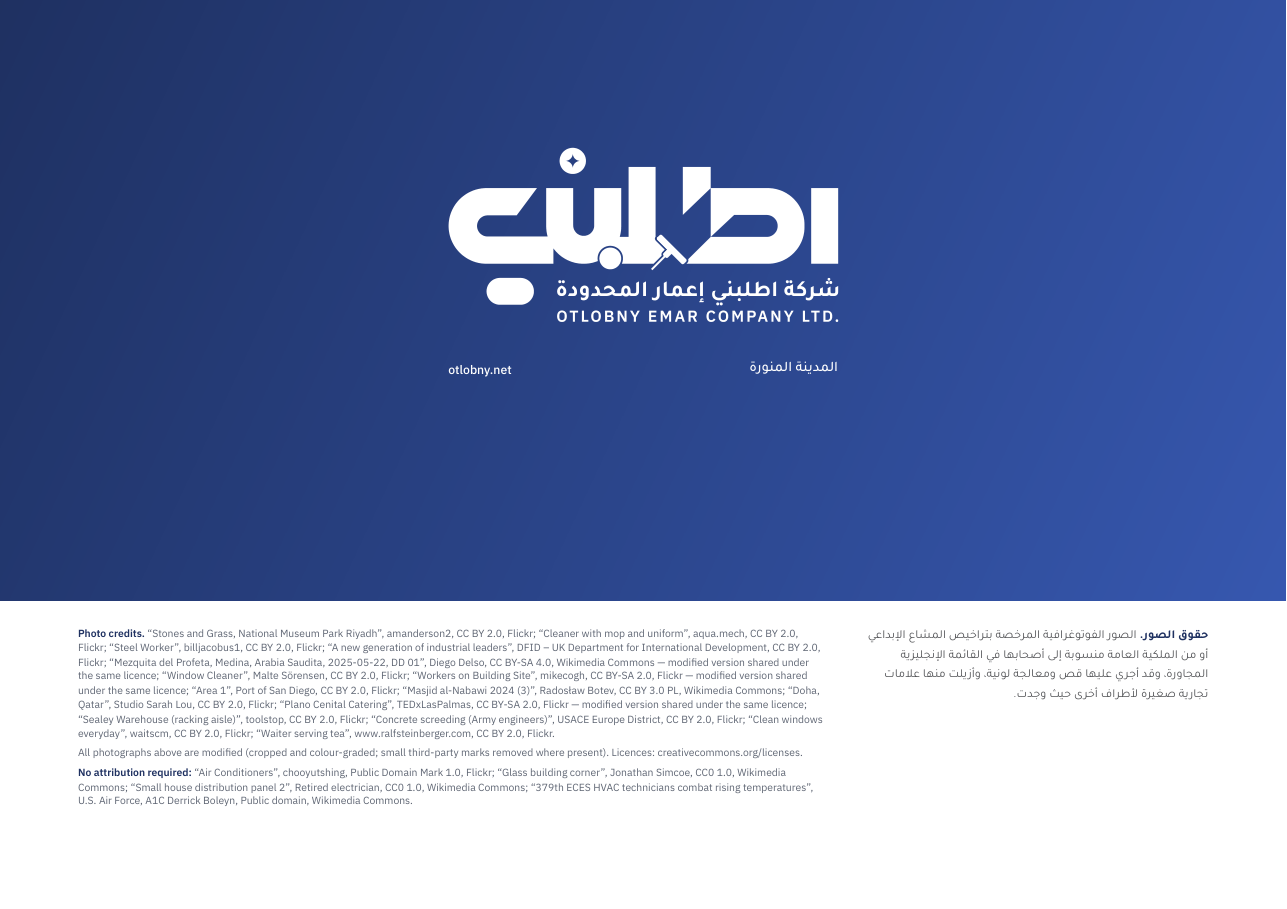 اطلبني
شركة اطلبني إعمار المحدودة
OTLOBNY EMAR COMPANY LTD.
المدينة المنورة
otlobny.net
Photo credits. “Stones and Grass, National Museum Park Riyadh”, amanderson2, CC BY 2.0, Flickr; “Cleaner with mop and uniform”, aqua.mech, CC BY 2.0,
Flickr; “Steel Worker”, billjacobus1, CC BY 2.0, Flickr; “A new generation of industrial leaders”, DFID – UK Department for International Development, CC BY 2.0,
Flickr; “Mezquita del Profeta, Medina, Arabia Saudita, 2025-05-22, DD 01”, Diego Delso, CC BY-SA 4.0, Wikimedia Commons — modified version shared under
the same licence; “Window Cleaner”, Malte Sörensen, CC BY 2.0, Flickr; “Workers on Building Site”, mikecogh, CC BY-SA 2.0, Flickr — modified version shared
under the same licence; “Area 1”, Port of San Diego, CC BY 2.0, Flickr; “Masjid al-Nabawi 2024 (3)”, Radosław Botev, CC BY 3.0 PL, Wikimedia Commons; “Doha,
Qatar”, Studio Sarah Lou, CC BY 2.0, Flickr; “Plano Cenital Catering”, TEDxLasPalmas, CC BY-SA 2.0, Flickr — modified version shared under the same licence;
“Sealey Warehouse (racking aisle)”, toolstop, CC BY 2.0, Flickr; “Concrete screeding (Army engineers)”, USACE Europe District, CC BY 2.0, Flickr; “Clean windows
everyday”, waitscm, CC BY 2.0, Flickr; “Waiter serving tea”, www.ralfsteinberger.com, CC BY 2.0, Flickr.
All photographs above are modified (cropped and colour-graded; small third-party marks removed where present). Licences: creativecommons.org/licenses.
No attribution required: “Air Conditioners”, chooyutshing, Public Domain Mark 1.0, Flickr; “Glass building corner”, Jonathan Simcoe, CC0 1.0, Wikimedia
Commons; “Small house distribution panel 2”, Retired electrician, CC0 1.0, Wikimedia Commons; “379th ECES HVAC technicians combat rising temperatures”,
U.S. Air Force, A1C Derrick Boleyn, Public domain, Wikimedia Commons.
حقوق الصور. الصور الفوتوغرافية المرخصة بتراخيص المشاع الإبداعي
أو من الملكية العامة منسوبة إلى أصحابها في القائمة الإنجليزية
المجاورة، وقد أجري عليها قص ومعالجة لونية، وأزيلت منها علامات
تجارية صغيرة لأطراف أخرى حيث وجدت.